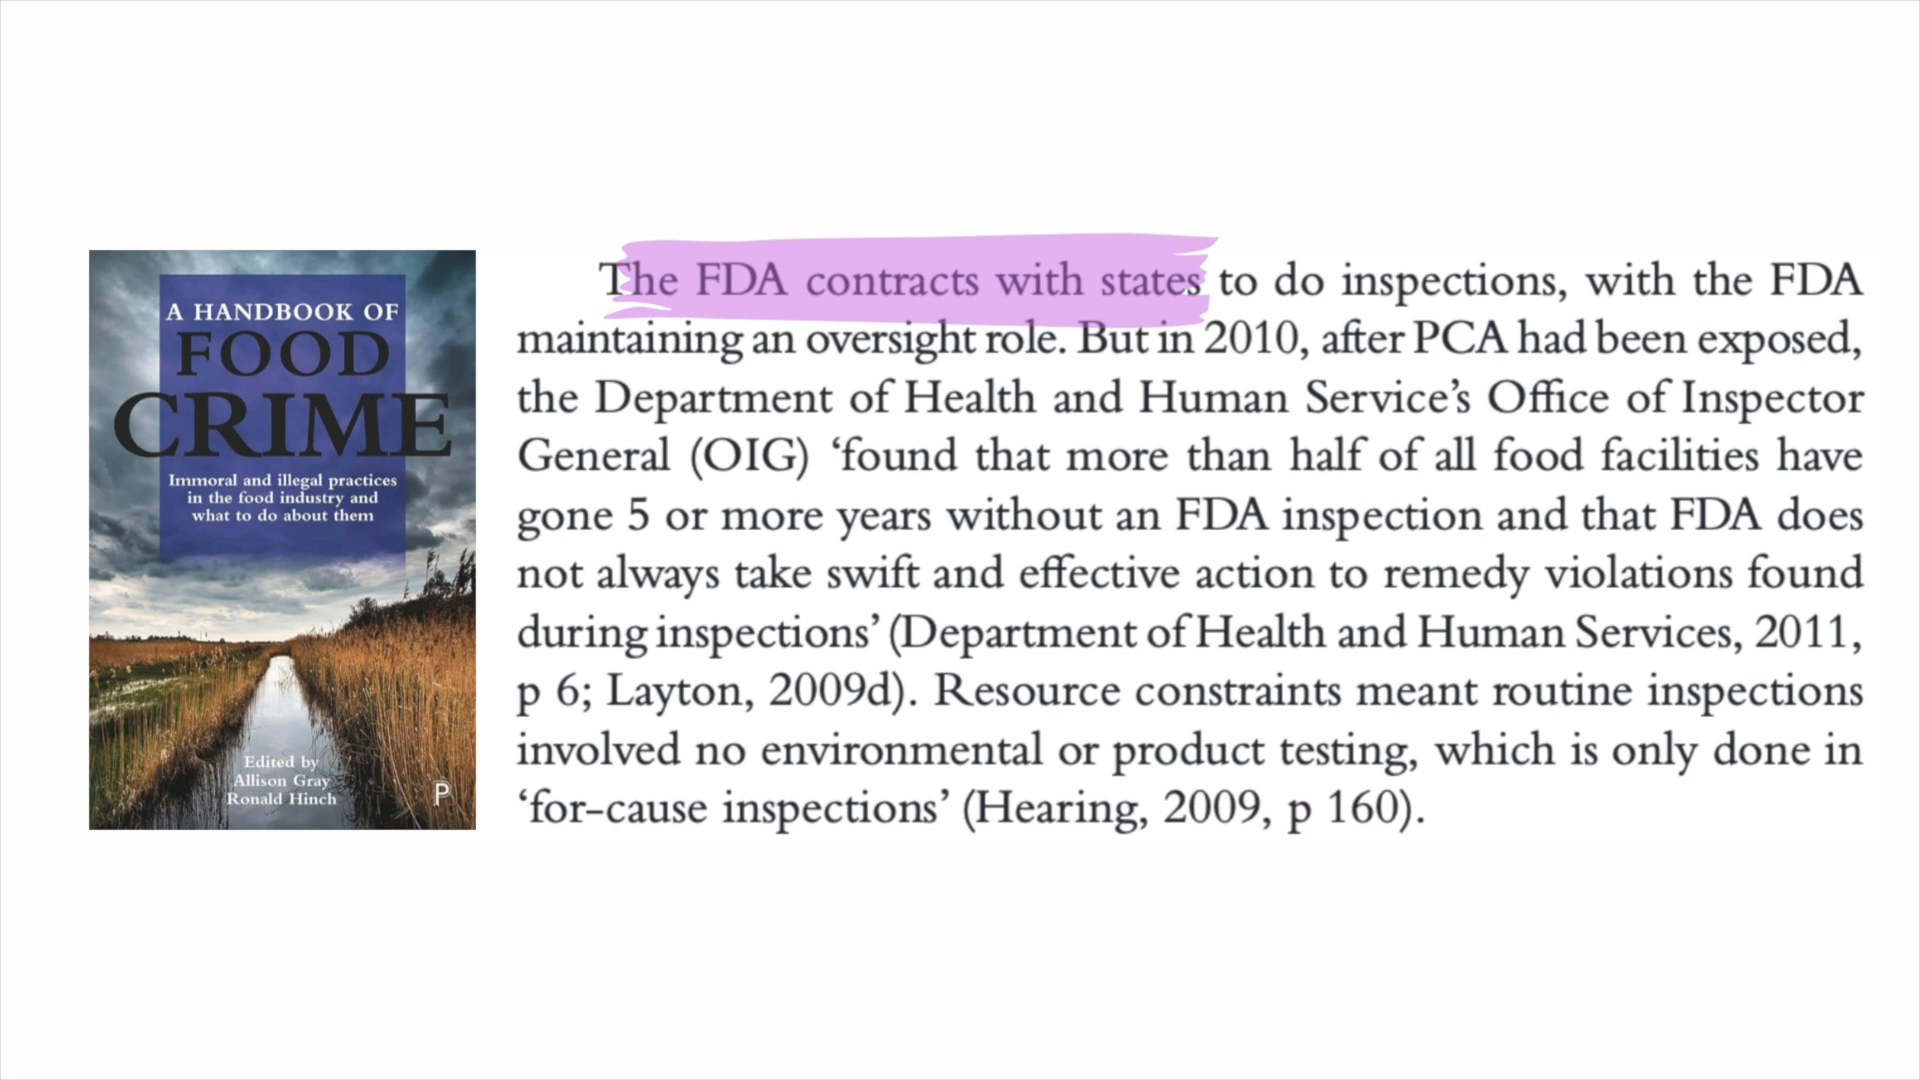 A HANDBOOK OF
FOOD
CRIME
Immoral and illegal practices
in the food industry and
what to do about them
Edited by
Allison Gray
Ronald Hinch
P
The FDA contracts with states to do inspections, with the FDA
maintaining an oversight role. But in 2010, after PCA had been exposed,
the Department of Health and Human Service’s Office of Inspector
General (OIG) ‘found that more than half of all food facilities have
gone 5 or more years without an FDA inspection and that FDA does
not always take swift and effective action to remedy violations found
during inspections’ (Department of Health and Human Services, 2011,
p 6; Layton, 2009d). Resource constraints meant routine inspections
involved no environmental or product testing, which is only done in
‘for-cause inspections’ (Hearing, 2009, p 160).